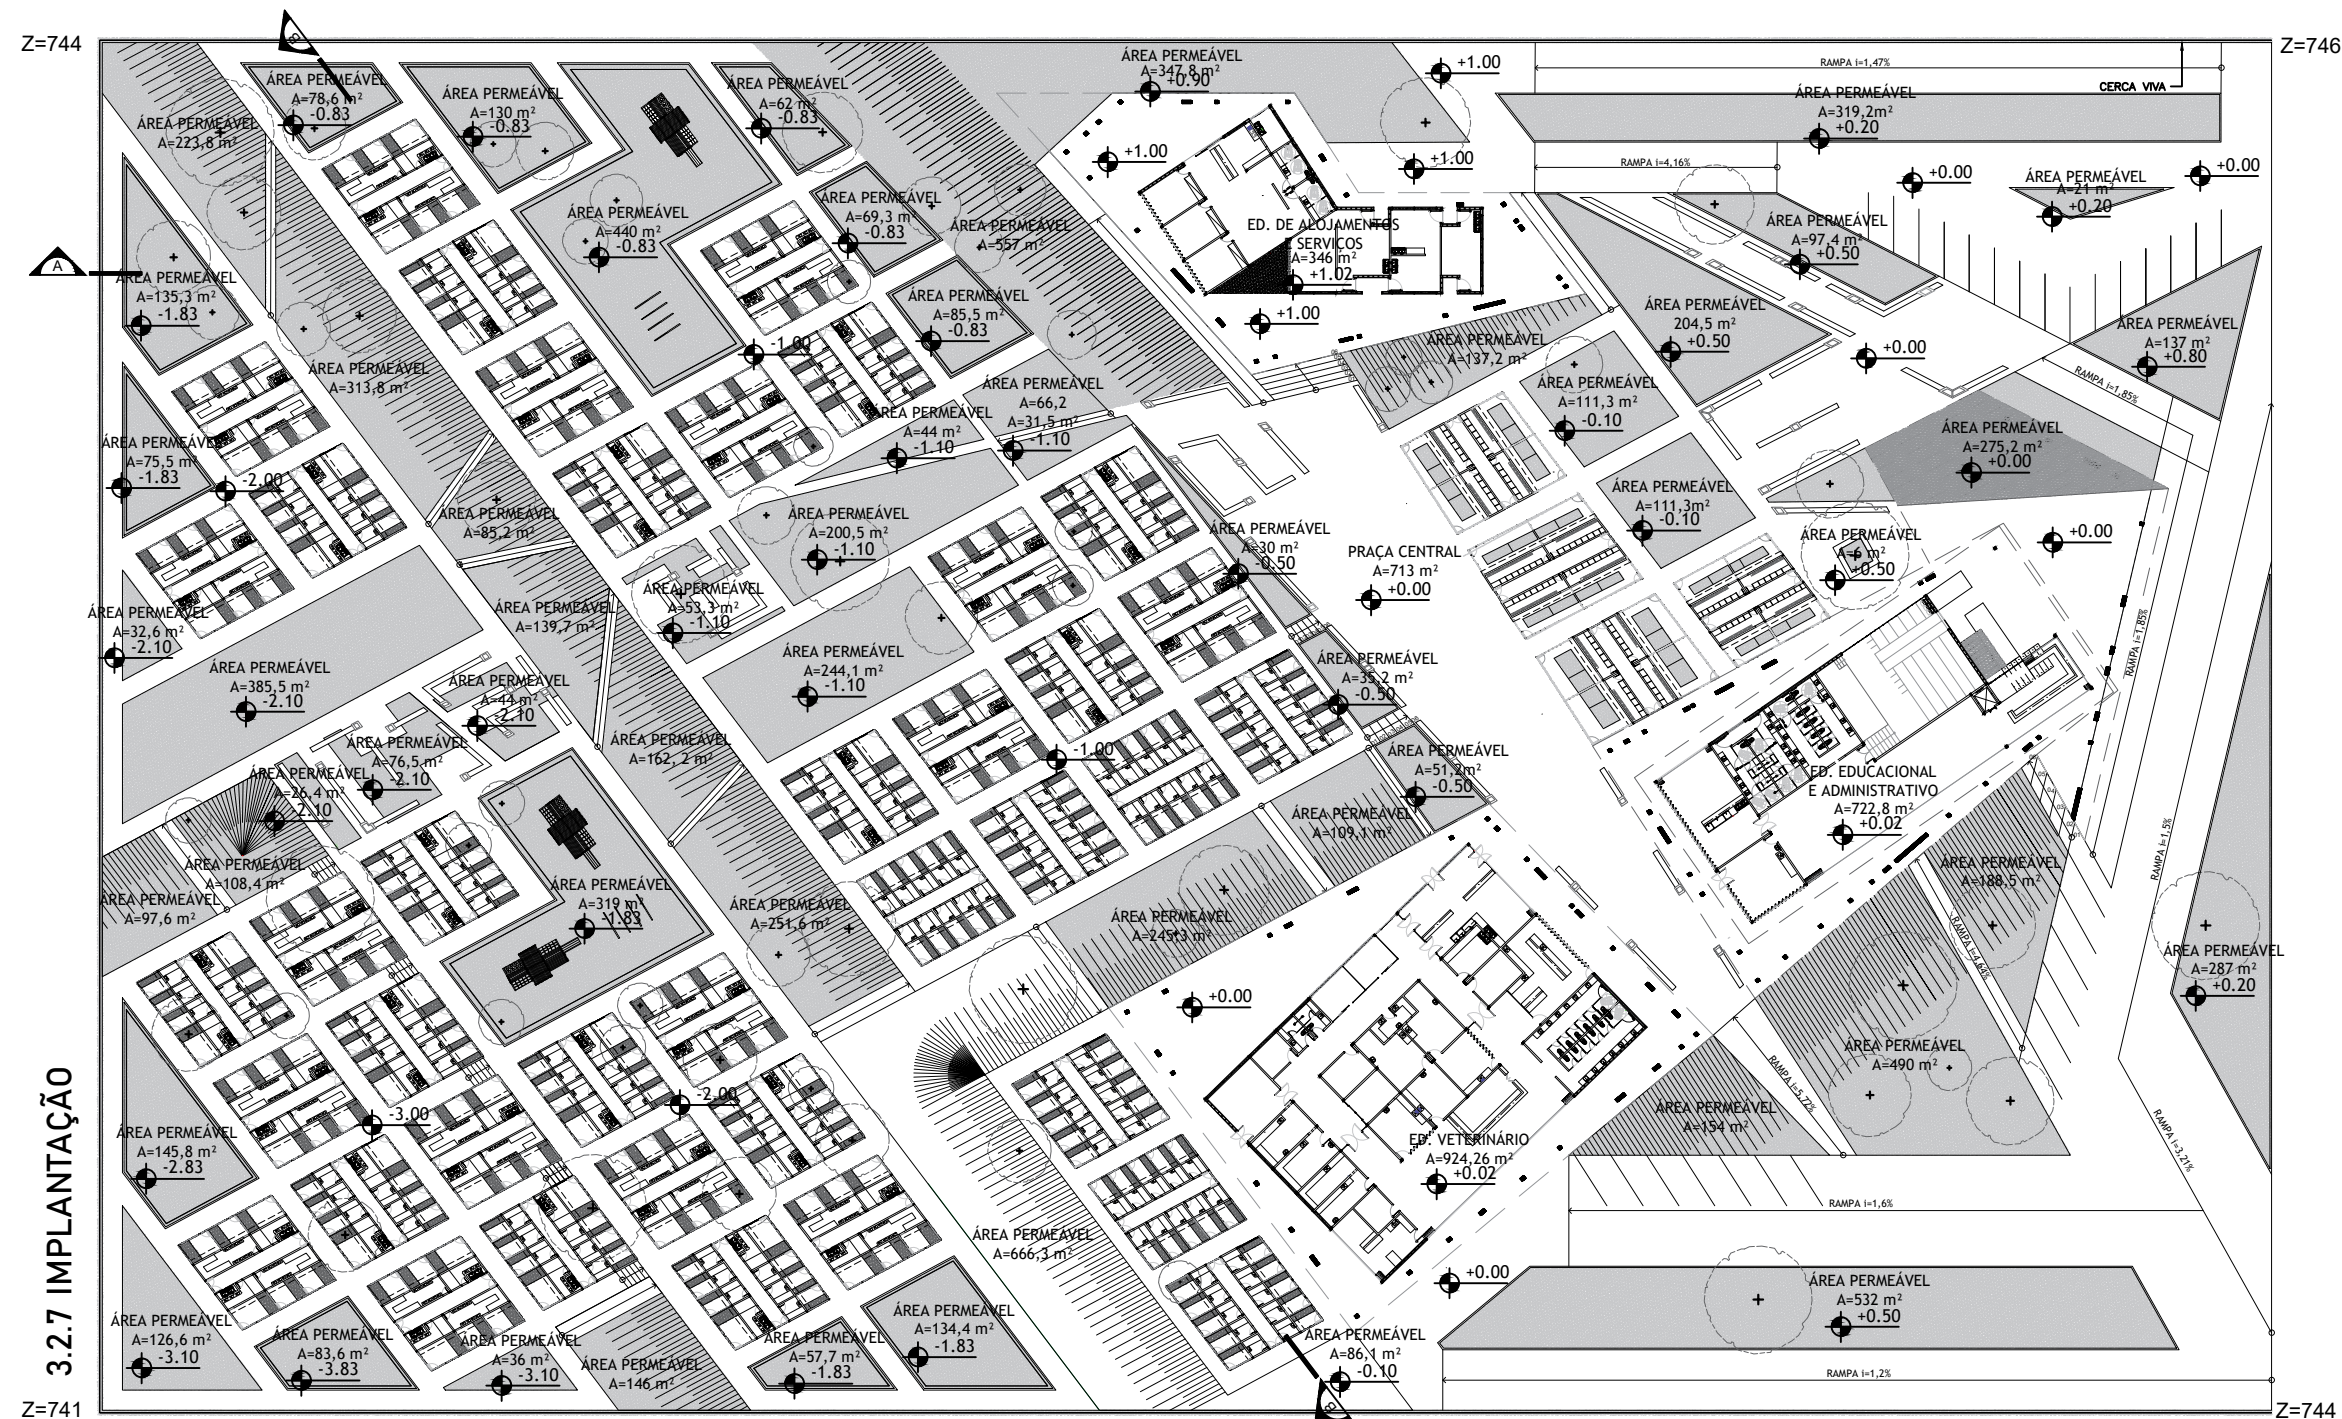 Z=744
B
Z=746
ÁREA PERMEÁVEL
A=347,8 m²
+0.90
+1.00
RAMPA i=1,47%
CERCA VIVA
ÁREA PERMEÁVEL
A=78,6 m²
-0.83
ÁREA PERMEÁVEL
A=130 m²
-0.83
ÁREA PERMEÁVEL
A=62 m²
-0.83
ÁREA PERMEÁVEL
A=319,2m²
+0.20
ÁREA PERMEÁVEL
A=223,8 m²
+1.00
+1.00
RAMPA i=4,16%
+0.00
ÁREA PERMEÁVEL
A=21 m²
+0.20
+0.00
ÁREA PERMEÁVEL
A=440 m²
-0.83
ÁREA PERMEÁVEL
A=69,3 m²
-0.83
ÁREA PERMEÁVEL
A=557 m²
ED. DE ALOJAMENTOS
E SERVIÇOS
A=346 m²
+1.02
ÁREA PERMEÁVEL
A=97,4 m²
+0.50
A
ÁREA PERMEÁVEL
A=135,3 m²
-1.83
ÁREA PERMEÁVEL
A=85,5 m²
-0.83
+1.00
ÁREA PERMEÁVEL
204,5 m²
+0.50
ÁREA PERMEÁVEL
A=137 m²
+0.80
-1.00
ÁREA PERMEÁVEL
A=137,2 m²
+0.00
ÁREA PERMEÁVEL
A=313,8 m²
ÁREA PERMEÁVEL
A=66,2
A=31,5 m²
-1.10
ÁREA PERMEÁVEL
A=111,3 m²
-0.10
RAMPA i=1,85%
ÁREA PERMEÁVEL
A=44 m²
-1.10
ÁREA PERMEÁVEL
A=75,5 m²
-1.83
-2.00
ÁREA PERMEÁVEL
A=275,2 m²
+0.00
ÁREA PERMEÁVEL
A=85,2 m²
ÁREA PERMEÁVEL
A=200,5 m²
-1.10
ÁREA PERMEÁVEL
A=30 m²
-0.50
PRAÇA CENTRAL
A=713 m²
+0.00
ÁREA PERMEÁVEL
A=111,3m²
-0.10
ÁREA PERMEÁVEL
A=6 m²
+0.50
+0.00
ÁREA PERMEÁVEL
A=32,6 m²
-2.10
ÁREA PERMEÁVEL
A=139,7 m²
ÁREA PERMEÁVEL
A=53,3 m²
-1.10
RAMPA i=1,85%
ÁREA PERMEÁVEL
A=385,5 m²
-2.10
ÁREA PERMEÁVEL
A=44 m²
-2.10
ÁREA PERMEÁVEL
A=244,1 m²
-1.10
ÁREA PERMEÁVEL
A=35,2 m²
-0.50
ÁREA PERMEÁVEL
A=76,5 m²
-2.10
ÁREA PERMEÁVEL
A=162, 2 m²
-1.00
ÁREA PERMEÁVEL
A=51,2m²
-0.50
ÁREA PERMEÁVEL
A=26,4 m²
-2.10
ED. EDUCACIONAL
E ADMINISTRATIVO
A=722,8 m²
+0.02
ÁREA PERMEÁVEL
A=109,1 m²
RAMPA i=1,5%
ÁREA PERMEÁVEL
A=108,4 m²
ÁREA PERMEÁVEL
A=97,6 m²
ÁREA PERMEÁVEL
A=319 m²
-1.83
ÁREA PERMEÁVEL
A=251,6 m²
ÁREA PERMEÁVEL
A=245,3 m²
ÁREA PERMEÁVEL
A=188,5 m²
RAMPA i=4,64%
ÁREA PERMEÁVEL
A=287 m²
+0.20
+0.00
ÁREA PERMEÁVEL
A=490 m²
RAMPA i=5,72%
3.2.7 IMPLANTAÇÃO
-3.00
-2.00
ÁREA PERMEÁVEL
A=154 m²
ÁREA PERMEÁVEL
A=145,8 m²
-2.83
ED. VETERINÁRIO
A=924,26 m²
+0.02
RAMPA i=3,21%
RAMPA i=1,6%
ÁREA PERMEÁVEL
A=666,3 m²
+0.00
ÁREA PERMEÁVEL
A=532 m²
+0.50
ÁREA PERMEÁVEL
A=126,6 m²
-3.10
ÁREA PERMEÁVEL
A=83,6 m²
-3.83
ÁREA PERMEÁVEL
A=36 m²
-3.10
ÁREA PERMEÁVEL
A=146 m²
ÁREA PERMEÁVEL
A=57,7 m²
-1.83
ÁREA PERMEÁVEL
A=134,4 m²
-1.83
ÁREA PERMEÁVEL
A=86,1 m²
-0.10
RAMPA i=1,2%
Z=741
B
Z=744